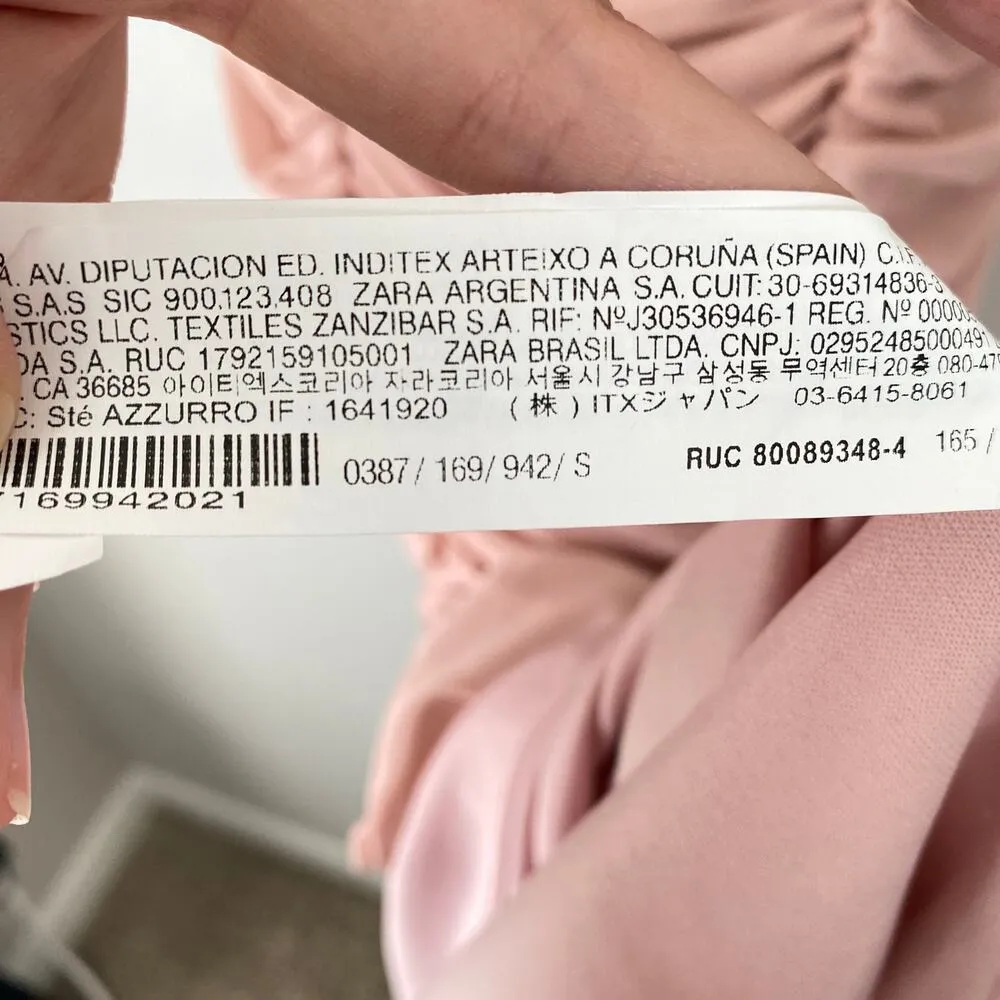 A. AV. DIPUTACION ED. INDITEX ARTEIXO A CORUÑA (SPAIN)
S.A.S SIC 900.123.408 ZARA ARGENTINA S.A. CUIT: 30-69314836-
STICS LLC. TEXTILES ZANZIBAR S.A. RIF: NºJ30536946-1 REG. Nº
DA S.A. RUC 1792159105001 ZARA BRASIL LTDA. CNPJ: 02952485000491
. CA 36685 아이티엑스코리아 자라코리아 서울시 강남구 삼성동 무역센터 20층 080-47
C: Sté AZZURRO IF : 1641920 (株) ITXジャパン 03-6415-8061
0387/ 169/ 942/ S RUC 80089348-4 165 /
169942021